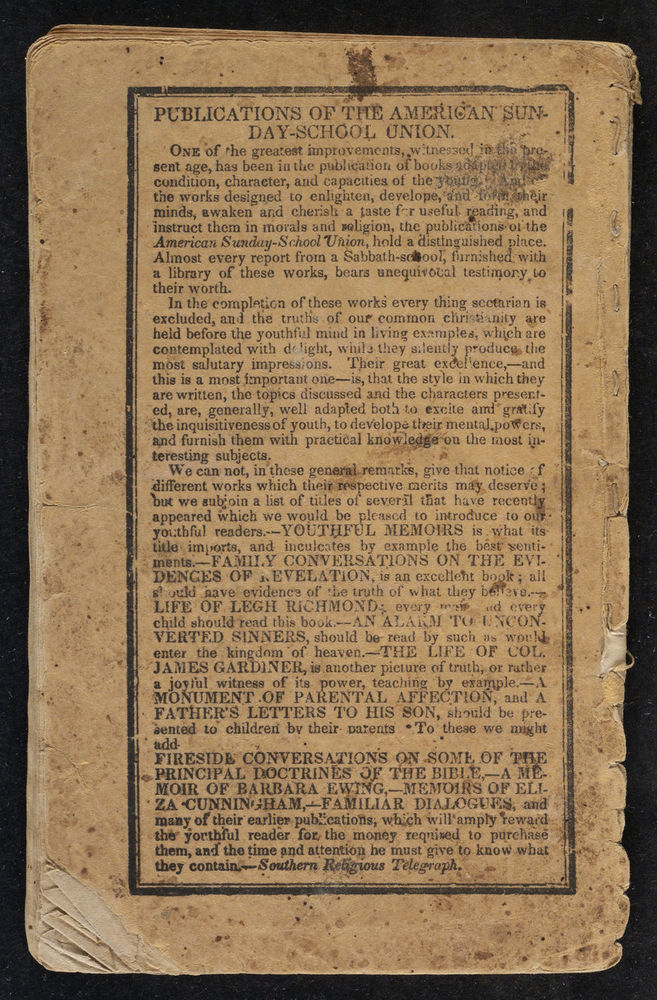 PUBLICATIONS OF THE AMERICAN SUN-
DAY-SCHOOL UNION.
ONE of the greatest improvements, witnessed in the pre-
sent age, has been in the publication of books adapted
condition, character, and capacities of the young.
the works designed to enlighten, develope, and form their
minds, awaken and cherish a taste for useful reading, and
instruct them in morals and religion, the publications of the
American Sunday-School Union, hold a distinguished place.
Almost every report from a Sabbath-school, furnished with
a library of these works, bears unequivocal testimony to
their worth.
In the completion of these works every thing sectarian is
excluded, and the truths of our common christianity are
held before the youthful mind in living examples, which are
contemplated with delight, while they silently produce the
most salutary impressions. Their great excellence,—and
this is a most important one—is, that the style in which they
are written, the topics discussed and the characters present-
ed, are, generally, well adapted both to excite and gratify
the inquisitiveness of youth, to develope their mental powers,
and furnish them with practical knowledge on the most in-
teresting subjects.
We can not, in these general remarks, give that notice of
different works which their respective merits may deserve;
but we subjoin a list of titles of several that have recently
appeared which we would be pleased to introduce to our
youthful readers.—YOUTHFUL MEMOIRS is what its
title imports, and inculcates by example the best senti-
ments.—FAMILY CONVERSATIONS ON THE EVI-
DENCES OF REVELATION, is an excellent book; all
should have evidence of the truth of what they believe.—
LIFE OF LEGH RICHMOND; every man and every
child should read this book.—AN ALARM TO UNCON-
VERTED SINNERS, should be read by such as would
enter the kingdom of heaven.—THE LIFE OF COL.
JAMES GARDINER, is another picture of truth, or rather
a joyful witness of its power, teaching by example.—A
MONUMENT OF PARENTAL AFFECTION, and A
FATHER'S LETTERS TO HIS SON, should be pre-
sented to children by their parents To these we might
add
FIRESIDE CONVERSATIONS ON SOME OF THE
PRINCIPAL DOCTRINES OF THE BIBLE,—A ME-
MOIR OF BARBARA EWING,—MEMOIRS OF ELI-
ZA CUNNINGHAM,—FAMILIAR DIALOGUES, and
many of their earlier publications, which will amply reward
the yorthful reader for the money required to purchase
them, and the time and attention he must give to know what
they contain.—Southern Religious Telegraph.